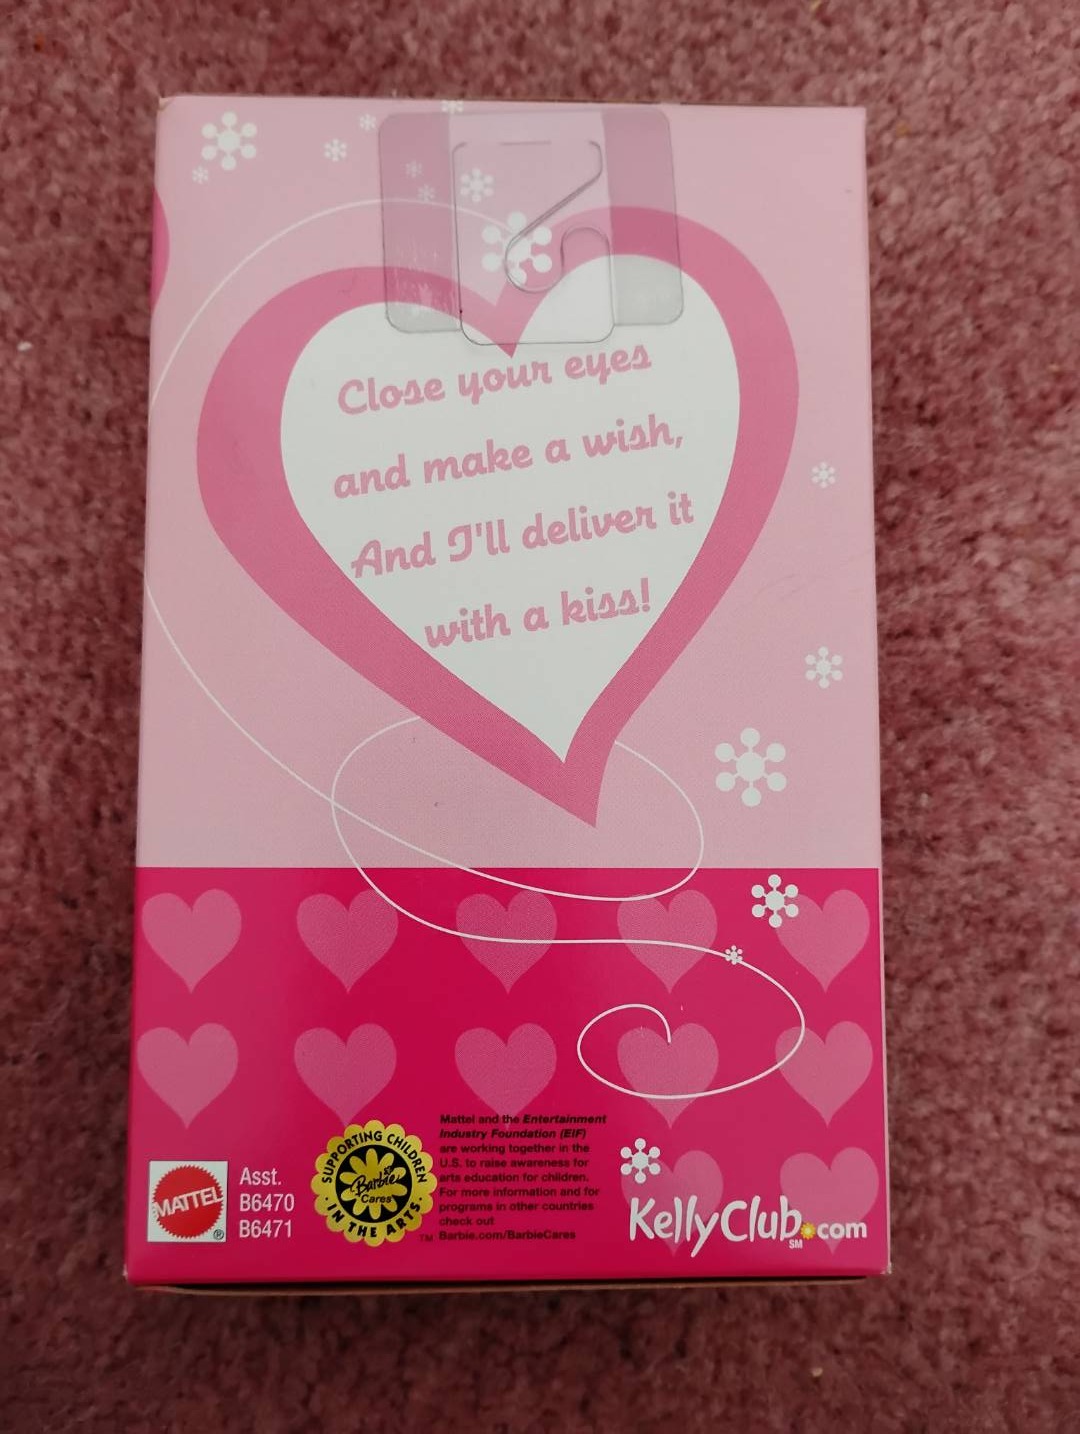 Close your eyes
and make a wish,
And I'll deliver it
with a kiss!
MATTEL
®
Asst.
B6470
B6471
SUPPORTING CHILDREN
Barbie
Cares
IN THE ARTS.
TM
Mattel and the Entertainment
Industry Foundation (EIF)
are working together in the
U.S. to raise awareness for
arts education for children.
For more information and for
programs in other countries
check out
Barbie.com/BarbieCares
KellyClub.com
SM